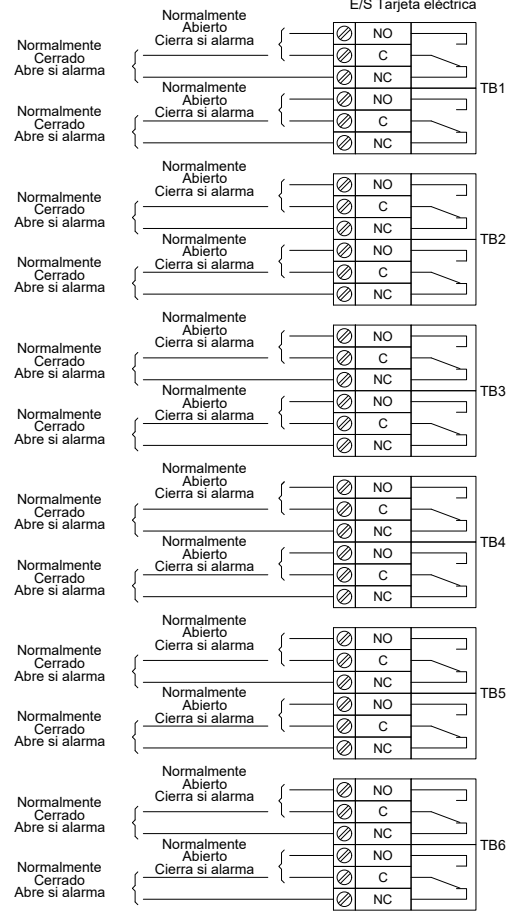 E/S Tarjeta eléctrica
Normalmente
Abierto
Cierra si alarma
Normalmente
Cerrado
Abre si alarma
NO
C
NC
Normalmente
Abierto
Cierra si alarma
Normalmente
Cerrado
Abre si alarma
NO
C
NC
TB1
Normalmente
Abierto
Cierra si alarma
Normalmente
Cerrado
Abre si alarma
NO
C
NC
Normalmente
Abierto
Cierra si alarma
Normalmente
Cerrado
Abre si alarma
NO
C
NC
TB2
Normalmente
Abierto
Cierra si alarma
Normalmente
Cerrado
Abre si alarma
NO
C
NC
Normalmente
Abierto
Cierra si alarma
Normalmente
Cerrado
Abre si alarma
NO
C
NC
TB3
Normalmente
Abierto
Cierra si alarma
Normalmente
Cerrado
Abre si alarma
NO
C
NC
Normalmente
Abierto
Cierra si alarma
Normalmente
Cerrado
Abre si alarma
NO
C
NC
TB4
Normalmente
Abierto
Cierra si alarma
Normalmente
Cerrado
Abre si alarma
NO
C
NC
Normalmente
Abierto
Cierra si alarma
Normalmente
Cerrado
Abre si alarma
NO
C
NC
TB5
Normalmente
Abierto
Cierra si alarma
Normalmente
Cerrado
Abre si alarma
NO
C
NC
Normalmente
Abierto
Cierra si alarma
Normalmente
Cerrado
Abre si alarma
NO
C
NC
TB6